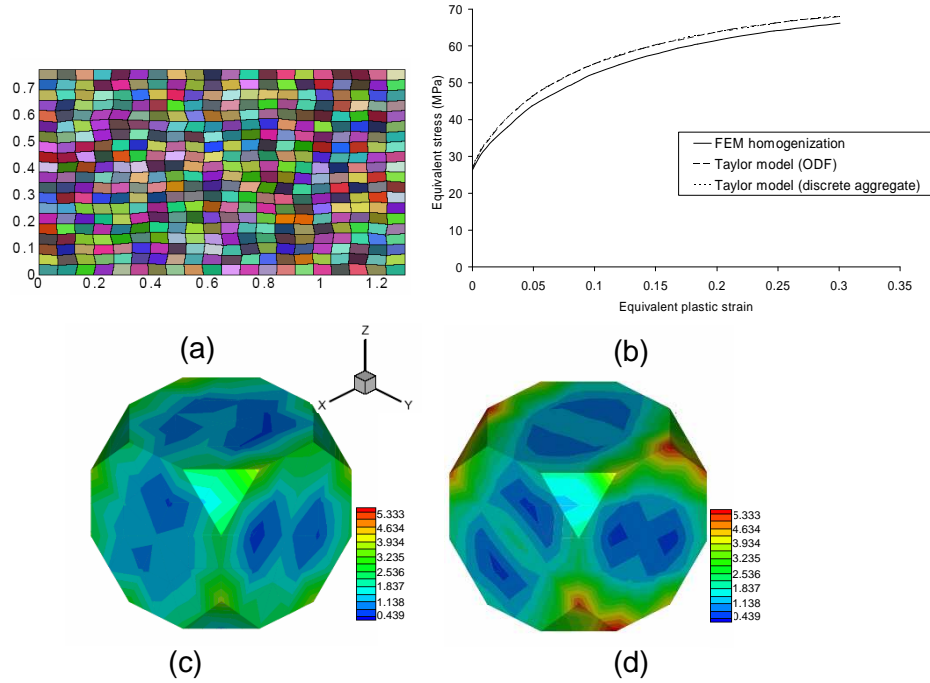 0.7
0.6
0.5
0.4
0.3
0.2
0.1
0
0 0.2 0.4 0.6 0.8 1 1.2
(a)
Equivalent stress (MPa)
70
60
50
40
30
20
10
0
0 0.05 0.1 0.15 0.2 0.25 0.3 0.35
Equivalent plastic strain
FEM homogenization
Taylor model (ODF)
Taylor model (discrete aggregate)
(b)
Z
X
Y
5.333
4.634
3.934
3.235
2.536
1.837
1.138
0.439
(c)
5.333
4.634
3.934
3.235
2.536
1.837
1.138
0.439
(d)